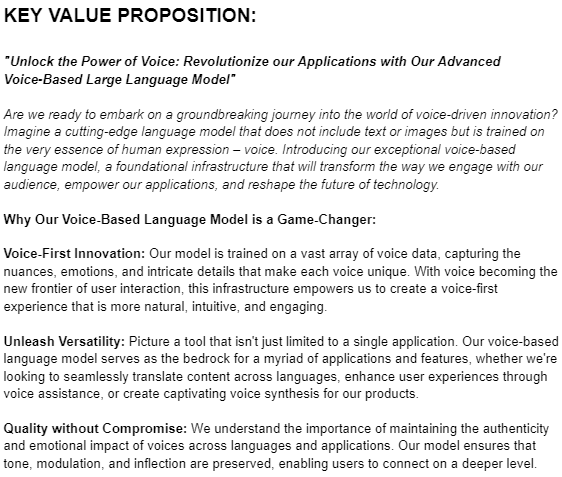 KEY VALUE PROPOSITION:
"Unlock the Power of Voice: Revolutionize our Applications with Our Advanced
Voice-Based Large Language Model"
Are we ready to embark on a groundbreaking journey into the world of voice-driven innovation?
Imagine a cutting-edge language model that does not include text or images but is trained on
the very essence of human expression – voice. Introducing our exceptional voice-based
language model, a foundational infrastructure that will transform the way we engage with our
audience, empower our applications, and reshape the future of technology.
Why Our Voice-Based Language Model is a Game-Changer:
Voice-First Innovation: Our model is trained on a vast array of voice data, capturing the
nuances, emotions, and intricate details that make each voice unique. With voice becoming the
new frontier of user interaction, this infrastructure empowers us to create a voice-first
experience that is more natural, intuitive, and engaging.
Unleash Versatility: Picture a tool that isn't just limited to a single application. Our voice-based
language model serves as the bedrock for a myriad of applications and features, whether we're
looking to seamlessly translate content across languages, enhance user experiences through
voice assistance, or create captivating voice synthesis for our products.
Quality without Compromise: We understand the importance of maintaining the authenticity
and emotional impact of voices across languages and applications. Our model ensures that
tone, modulation, and inflection are preserved, enabling users to connect on a deeper level.